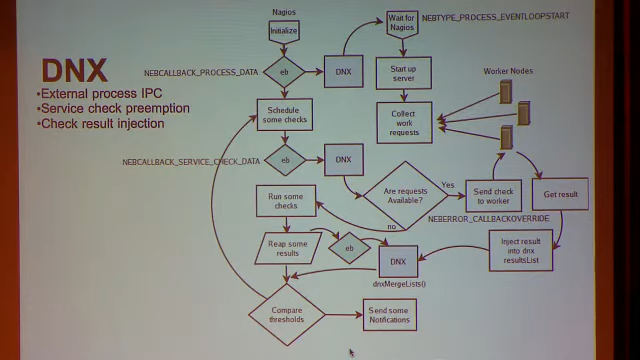 Nagios
Initialize
Wait for
Nagios
NEBTYPE_PROCESS_EVENTLOOPSTART
DNX
•External process IPC
•Service check preemption
•Check result injection
NEBCALLBACK_PROCESS_DATA
eb
DNX
Start up
server
Worker Nodes
Schedule
some checks
Collect
work
requests
NEBCALLBACK_SERVICE_CHECK_DATA
eb
DNX
Are requests
Available?
Yes
no
Send check
to worker
Get result
NEBERROR_CALLBACKOVERRIDE
Run some
checks
Reap some
results
eb
DNX
dnxMergeLists()
Inject result
into dnx
resultsList
Compare
thresholds
Send some
Notifications